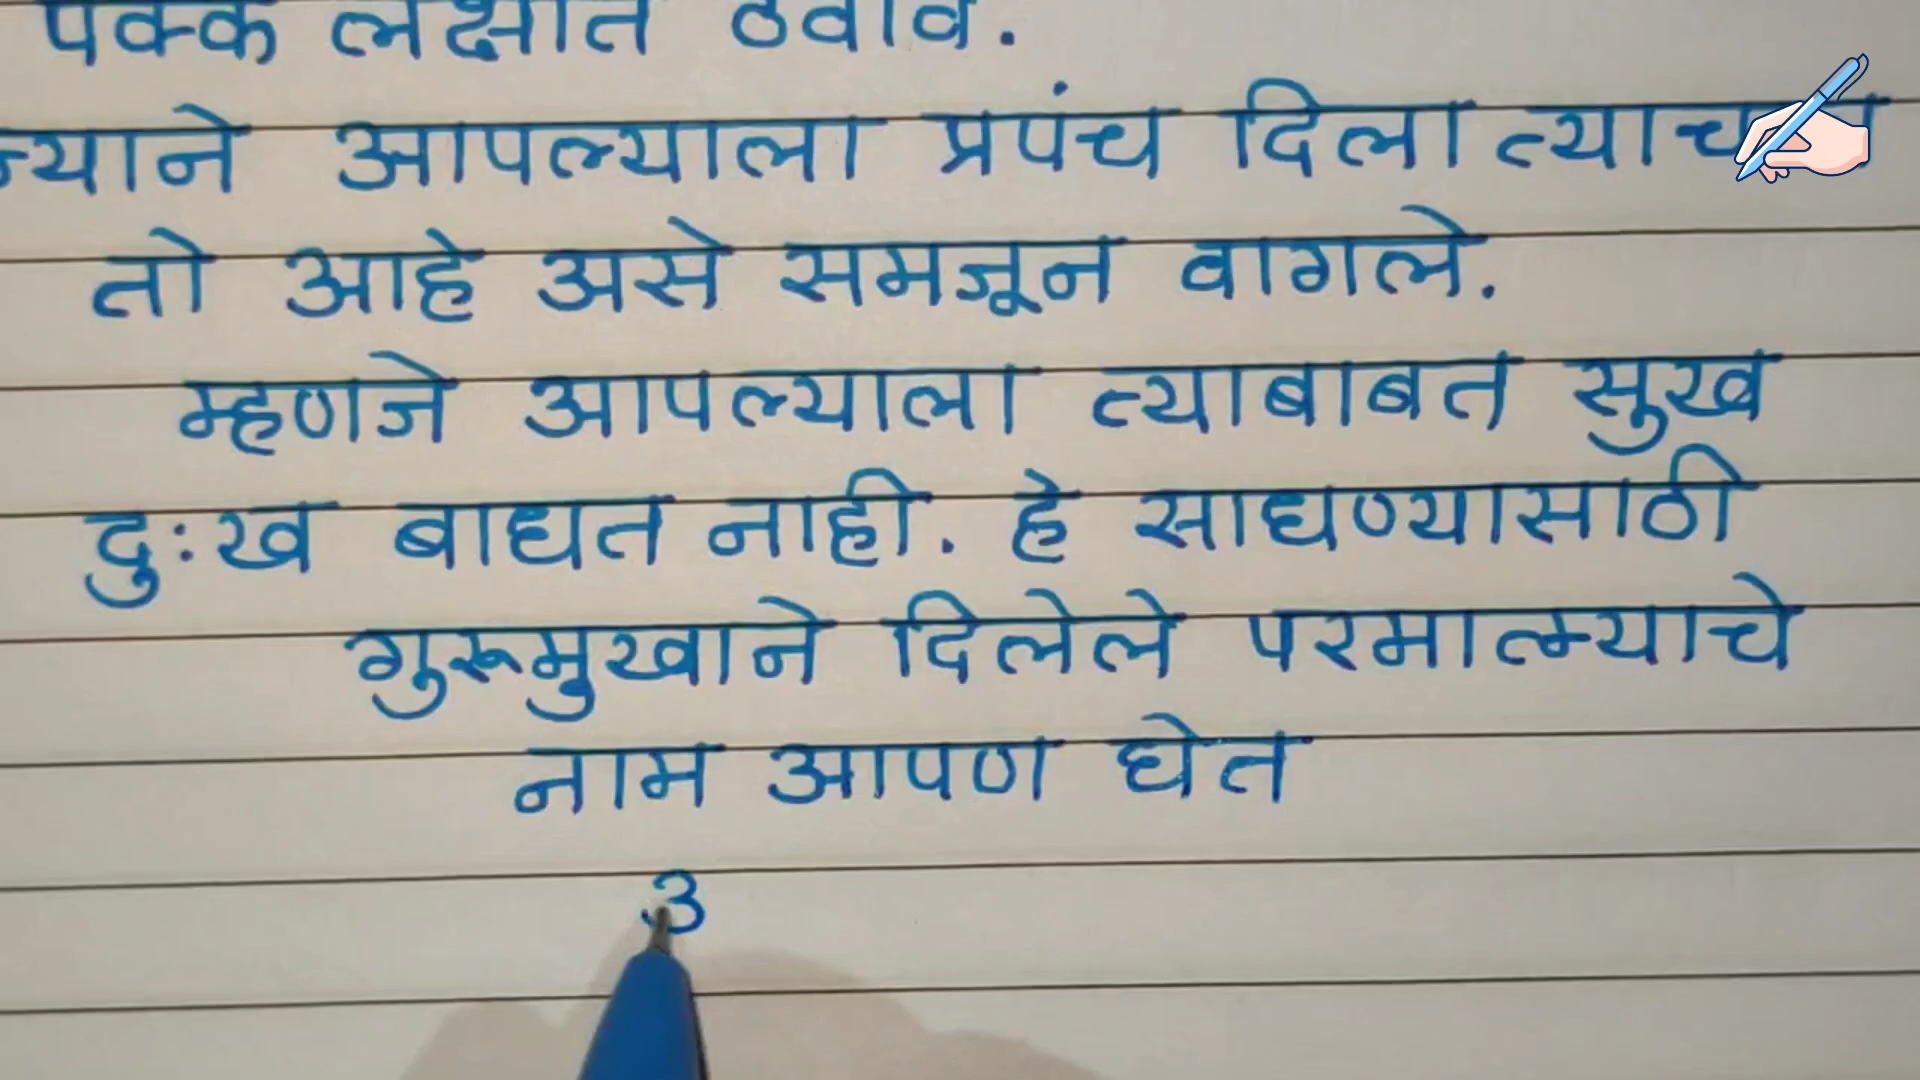 पक्क लक्षात ठेवावे.
ज्याने आपल्याला प्रपंच दिला त्याचा
तो आहे असे समजून वागले.
म्हणजे आपल्याला त्याबाबत सुख
दुःख बाधत नाही. हे साधण्यासाठी
गुरूमुखाने दिलेले परमात्म्याचे
नाम आपण घेत